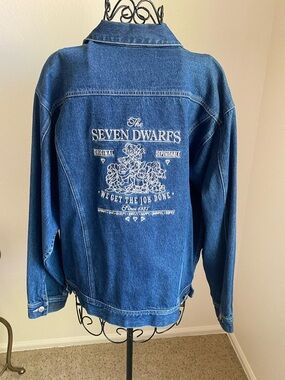 The
SEVEN DWARFS
ORIGINAL DEPENDABLE
WE GET THE JOB DONE
Since 1937